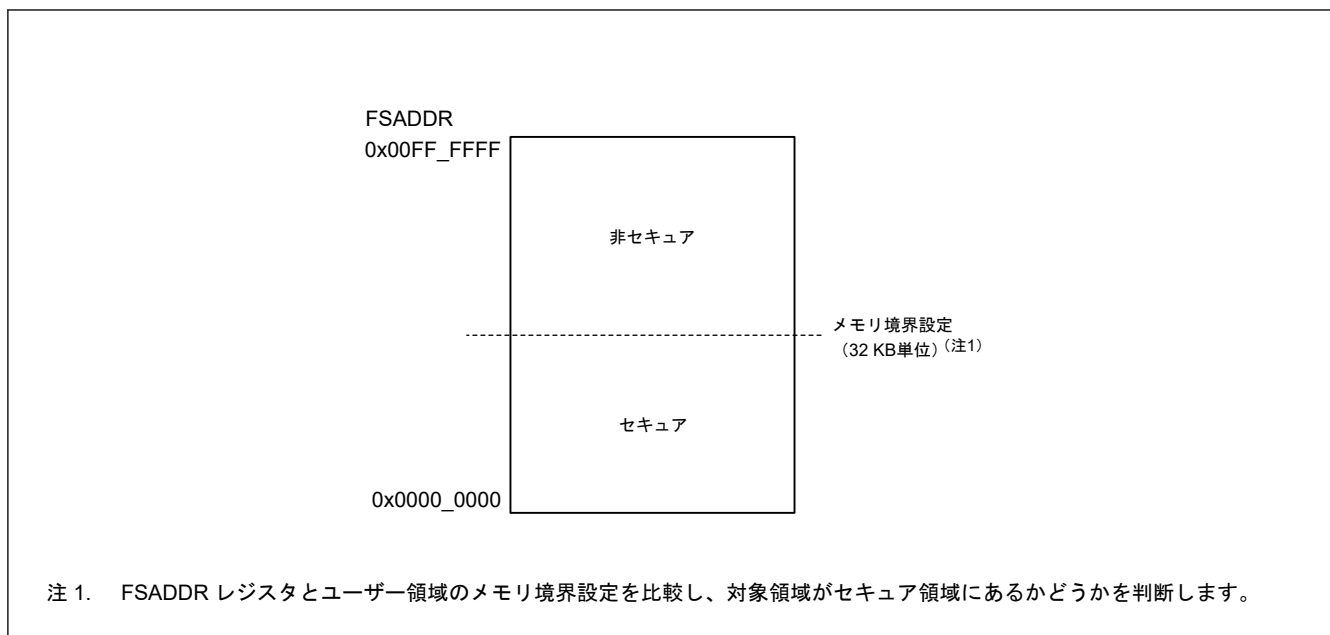 FSADDR
0x00FF_FFFF
非セキュア
メモリ境界設定
（32 KB単位）（注1）
セキュア
0x0000_0000
注 1. FSADDR レジスタとユーザー領域のメモリ境界設定を比較し、対象領域がセキュア領域にあるかどうかを判断します。